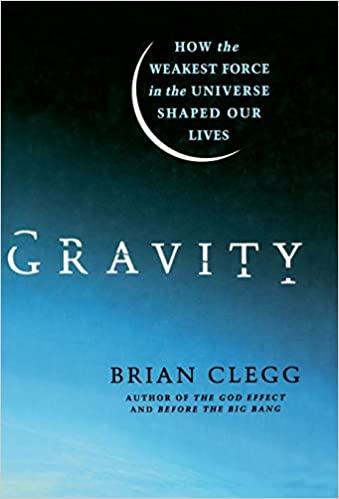 HOW the
WEAKEST FORCE
in the UNIVERSE
SHAPED OUR
LIVES
GRAVITY
BRIAN CLEGG
AUTHOR OF THE GOD EFFECT
AND BEFORE THE BIG BANG